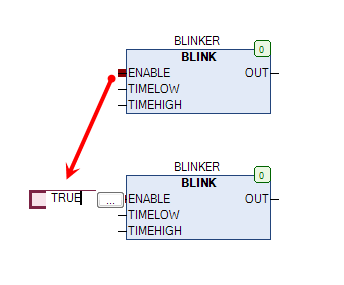 BLINKER
0
BLINK
ENABLE OUT
TIMELOW
TIMEHIGH
BLINKER
0
BLINK
TRUE ... ENABLE OUT
TIMELOW
TIMEHIGH